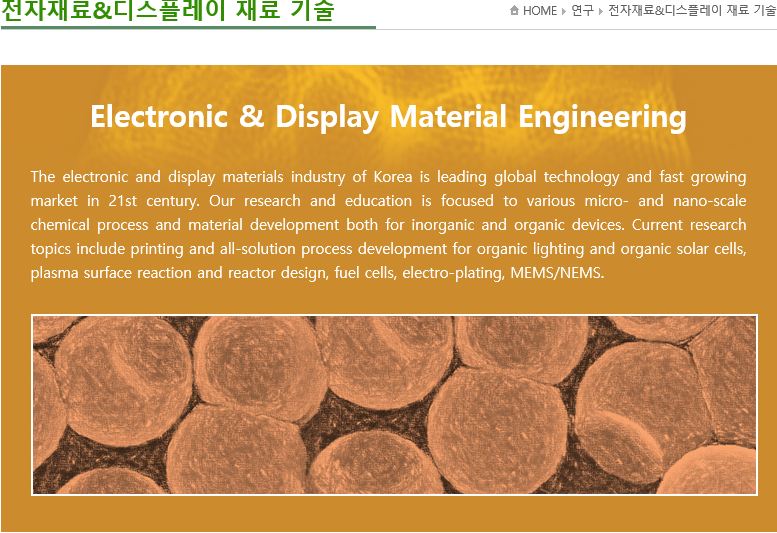 전자재료&디스플레이 재료 기술
HOME 연구 전자재료&디스플레이 재료 기술
Electronic & Display Material Engineering
The electronic and display materials industry of Korea is leading global technology and fast growing
market in 21st century. Our research and education is focused to various micro- and nano-scale
chemical process and material development both for inorganic and organic devices. Current research
topics include printing and all-solution process development for organic lighting and organic solar cells,
plasma surface reaction and reactor design, fuel cells, electro-plating, MEMS/NEMS.